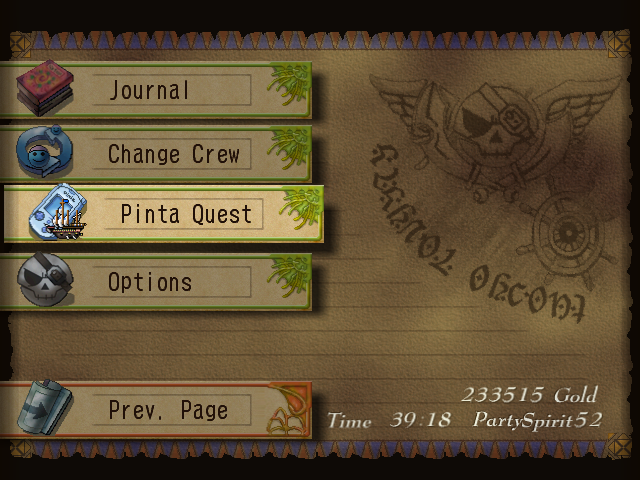 Journal
Change Crew
Pinta Quest
Options
Prev. Page
233515 Gold
Time 39:18 PartySpirit52